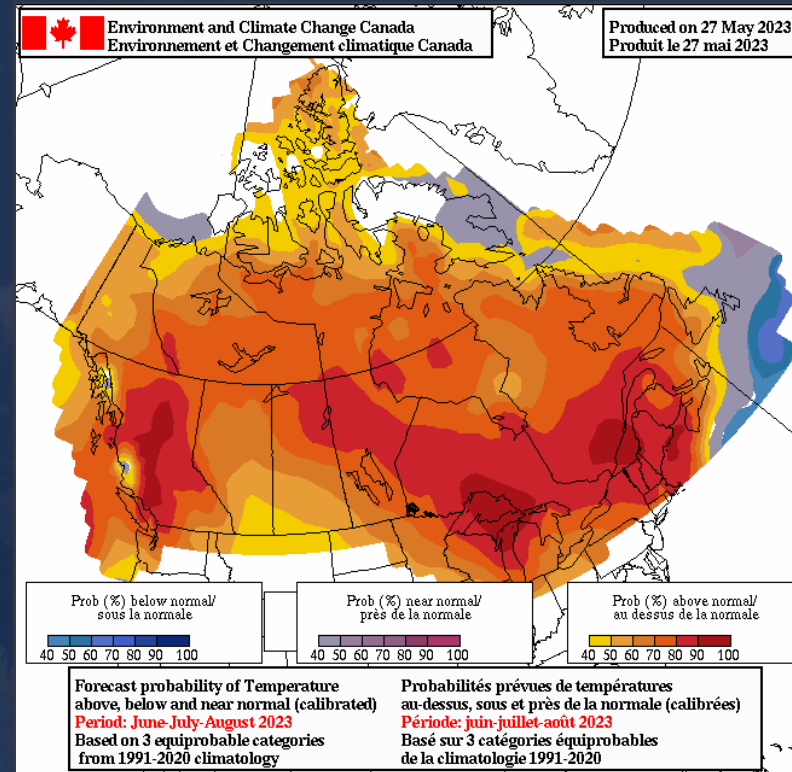 Environment and Climate Change Canada
Environnement et Changement climatique Canada
Produced on 27 May 2023
Produit le 27 mai 2023
Prob (%) below normal/
sous la normale
40 50 60 70 80 90 100
Prob (%) near normal/
près de la normale
40 50 60 70 80 90 100
Prob (%) above normal/
au dessus de la normale
40 50 60 70 80 90 100
Forecast probability of Temperature
above, below and near normal (calibrated)
Period: June-July-August 2023
Based on 3 equiprobable categories
from 1991-2020 climatology
Probabilités prévues de températures
au-dessus, sous et près de la normale (calibrées)
Période: juin-juillet-août 2023
Basé sur 3 catégories équiprobables
de la climatologie 1991-2020